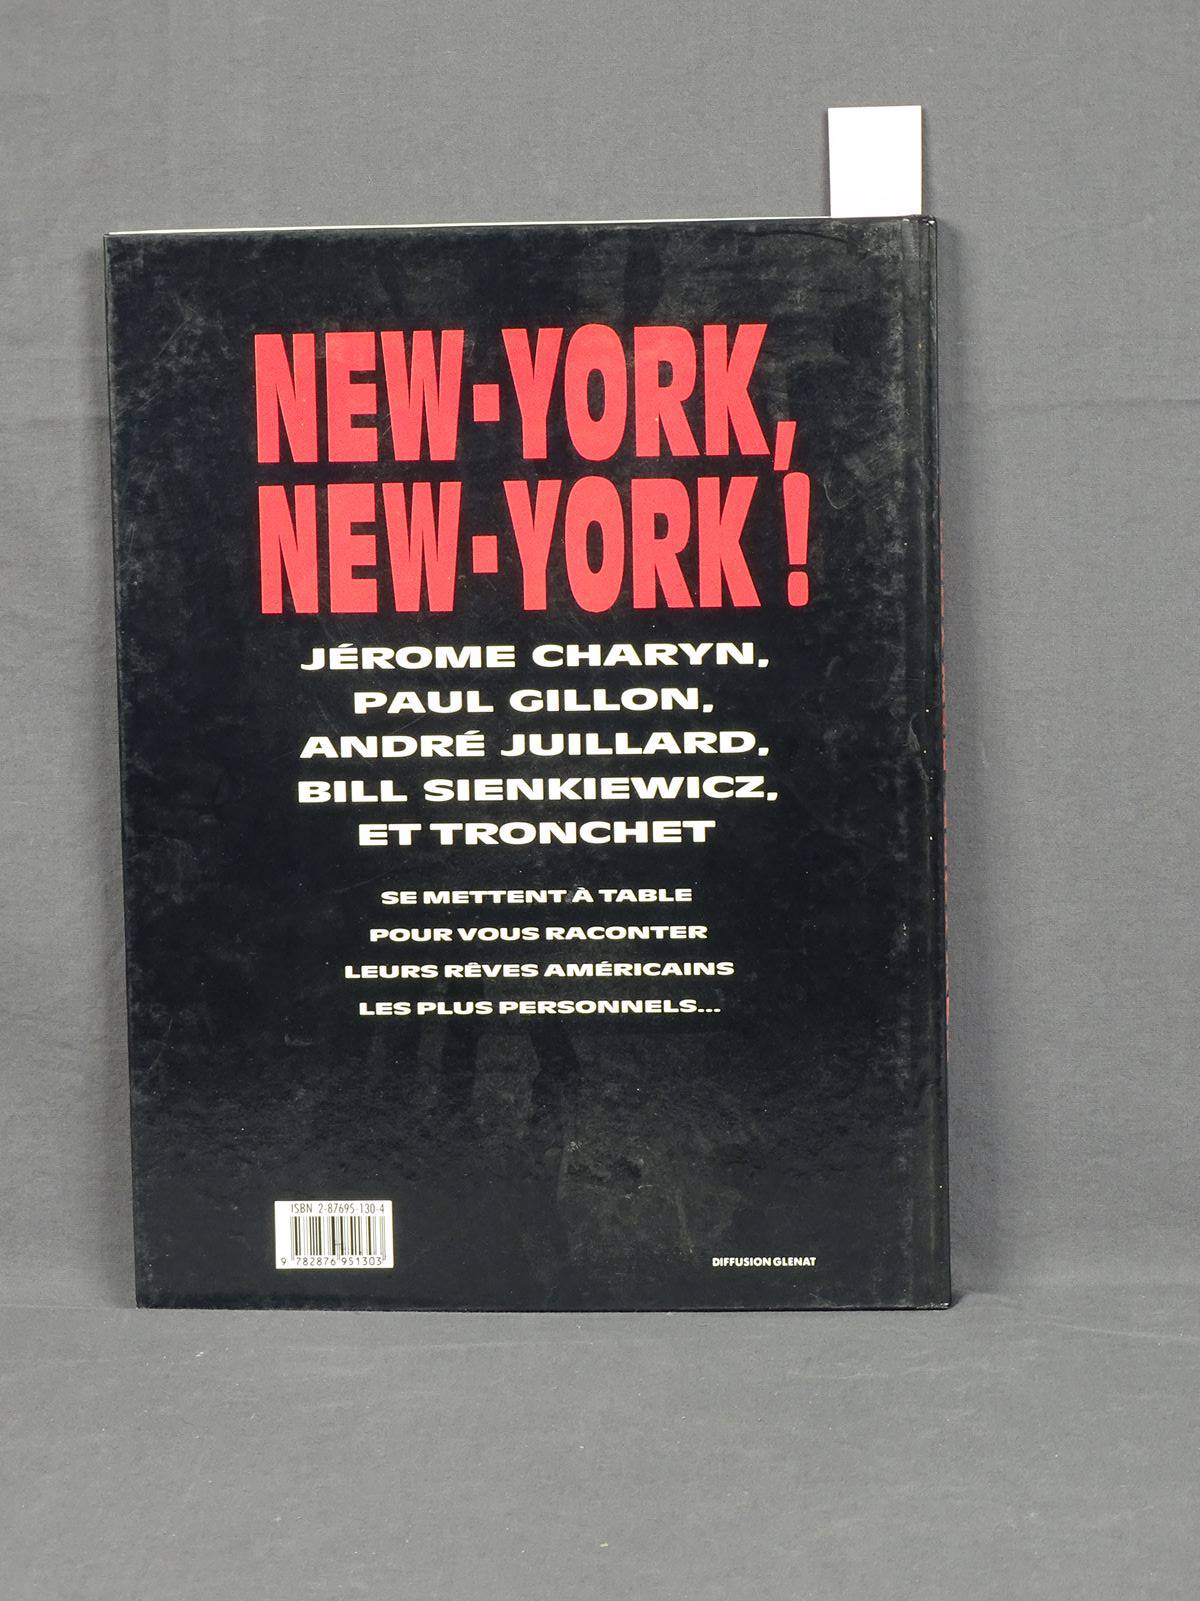 NEW-YORK,
NEW-YORK !
JÉROME CHARYN,
PAUL GILLON,
ANDRÉ JUILLARD,
BILL SIENKIEWICZ,
ET TRONCHET
SE METTENT À TABLE
POUR VOUS RACONTER
LEURS RÊVES AMÉRICAINS
LES PLUS PERSONNELS...
ISBN 2-87695-130-4
9 782876 951303
DIFFUSION GLENAT